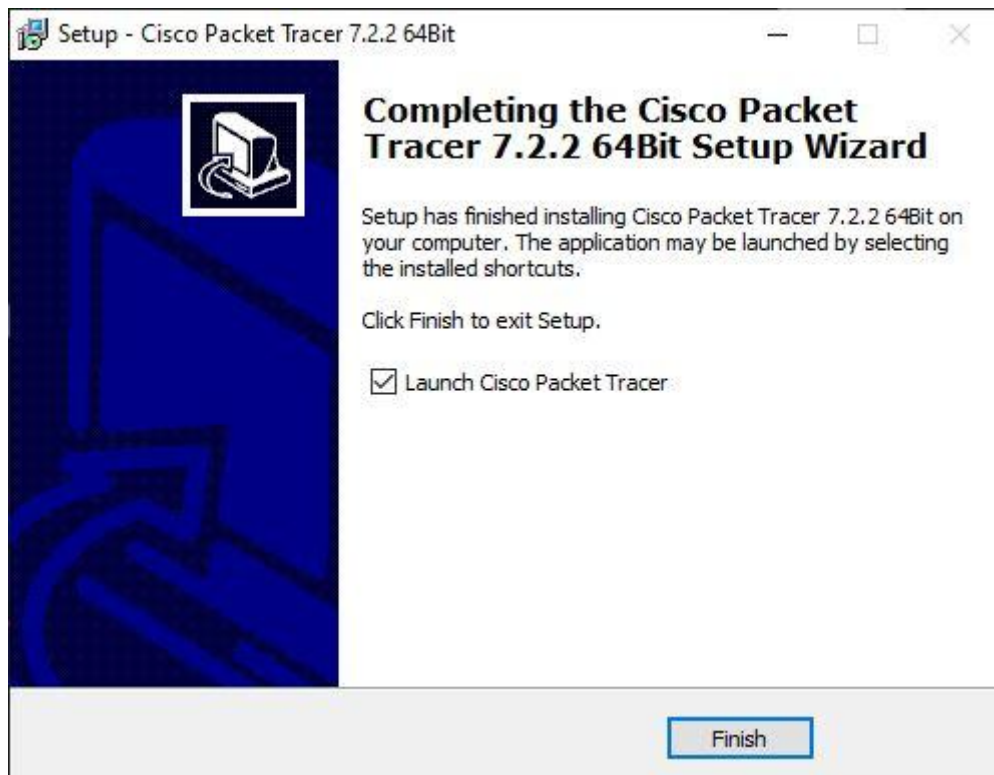 Setup - Cisco Packet Tracer 7.2.2 64Bit
Completing the Cisco Packet
Tracer 7.2.2 64Bit Setup Wizard
Setup has finished installing Cisco Packet Tracer 7.2.2 64Bit on
your computer. The application may be launched by selecting
the installed shortcuts.
Click Finish to exit Setup.
Launch Cisco Packet Tracer
Finish